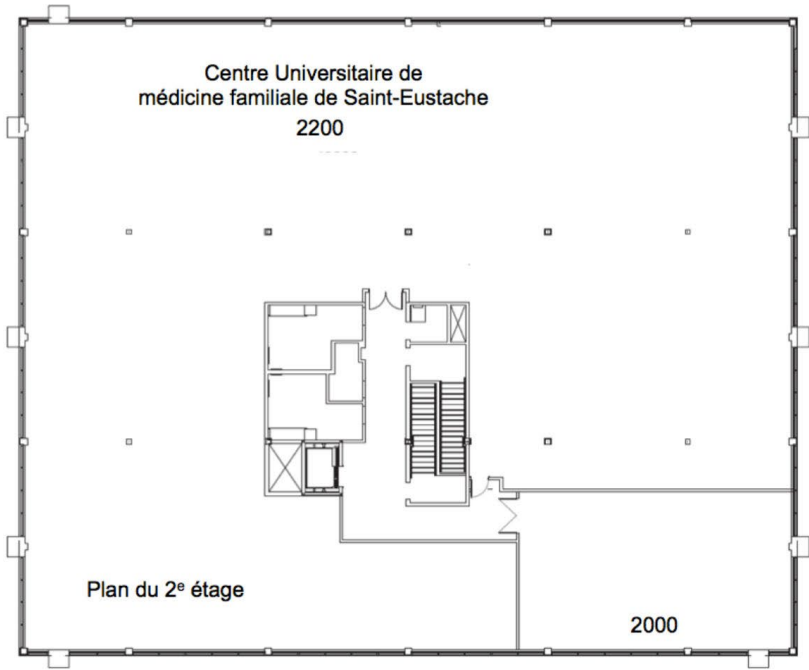 Centre Universitaire de
médicine familiale de Saint-Eustache
2200
Plan du 2ᵉ étage
2000